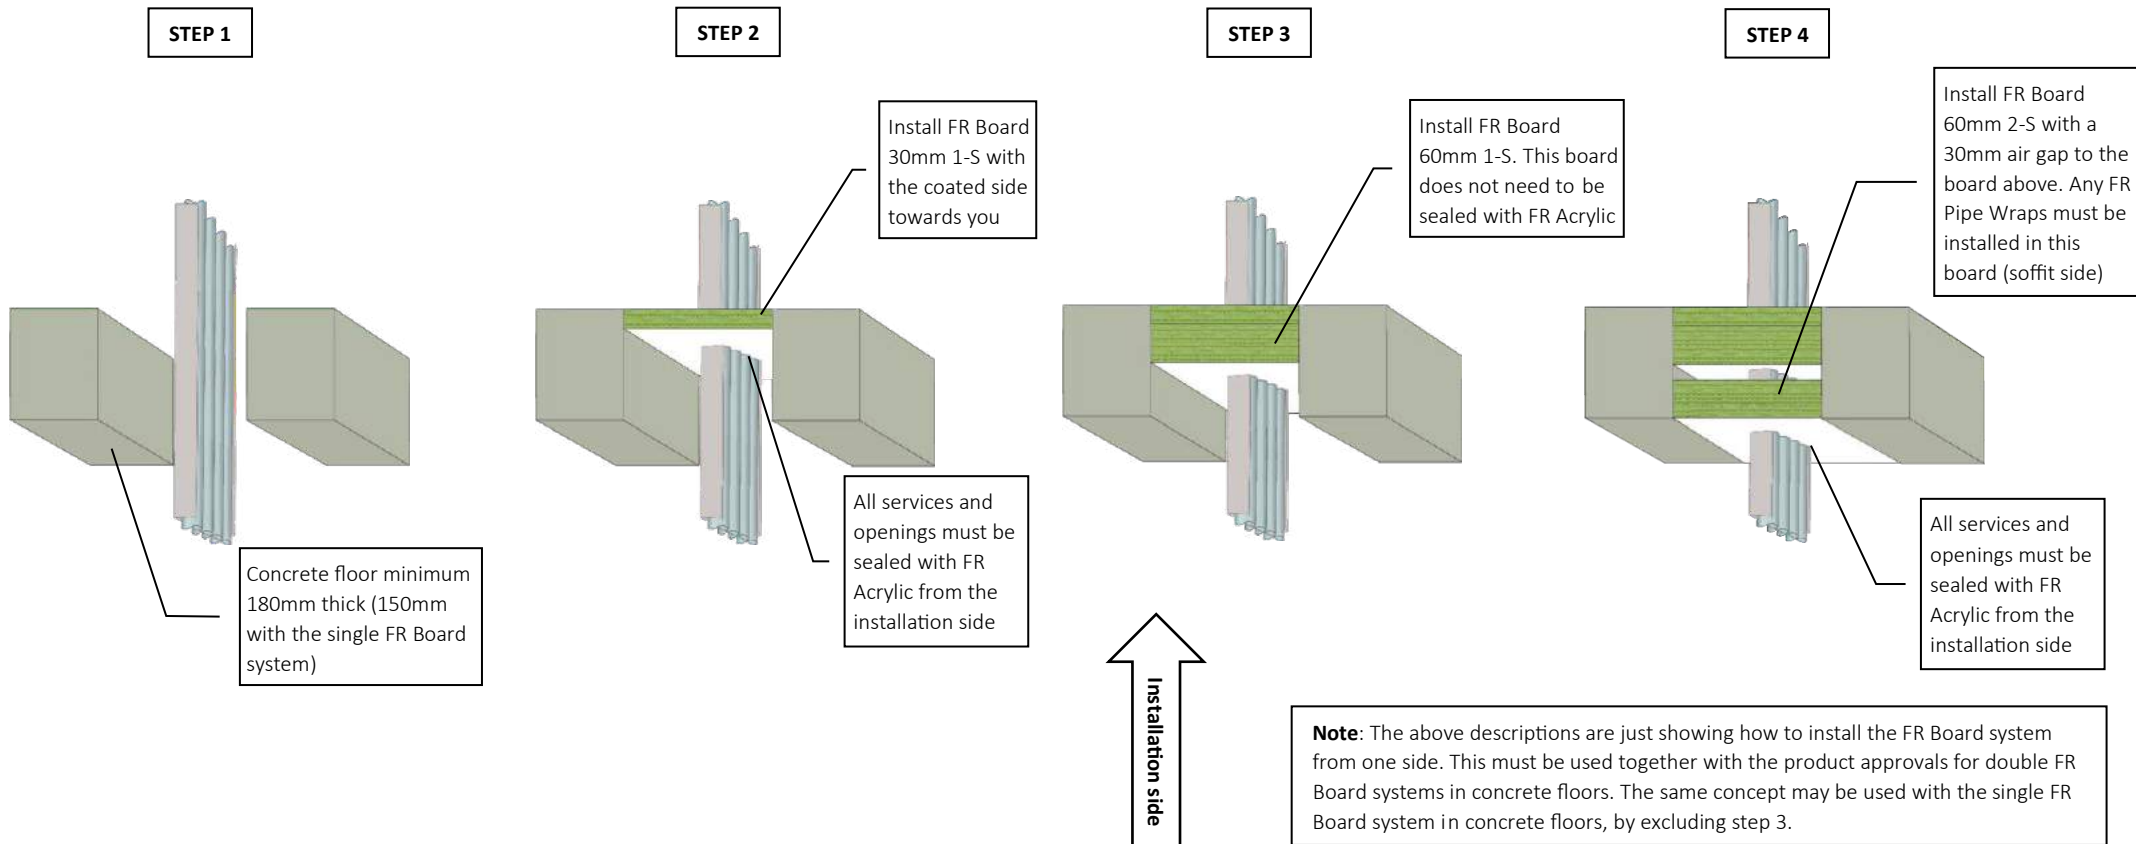 STEP 1
Concrete floor minimum
180mm thick (150mm
with the single FR Board
system)
STEP 2
Install FR Board
30mm 1-S with
the coated side
towards you
All services and
openings must be
sealed with FR
Acrylic from the
installation side
STEP 3
Install FR Board
60mm 1-S. This board
does not need to be
sealed with FR Acrylic
STEP 4
Install FR Board
60mm 2-S with a
30mm air gap to the
board above. Any FR
Pipe Wraps must be
installed in this
board (soffit side)
All services and
openings must be
sealed with FR
Acrylic from the
installation side
Installation side
Note: The above descriptions are just showing how to install the FR Board system
from one side. This must be used together with the product approvals for double FR
Board systems in concrete floors. The same concept may be used with the single FR
Board system in concrete floors, by excluding step 3.